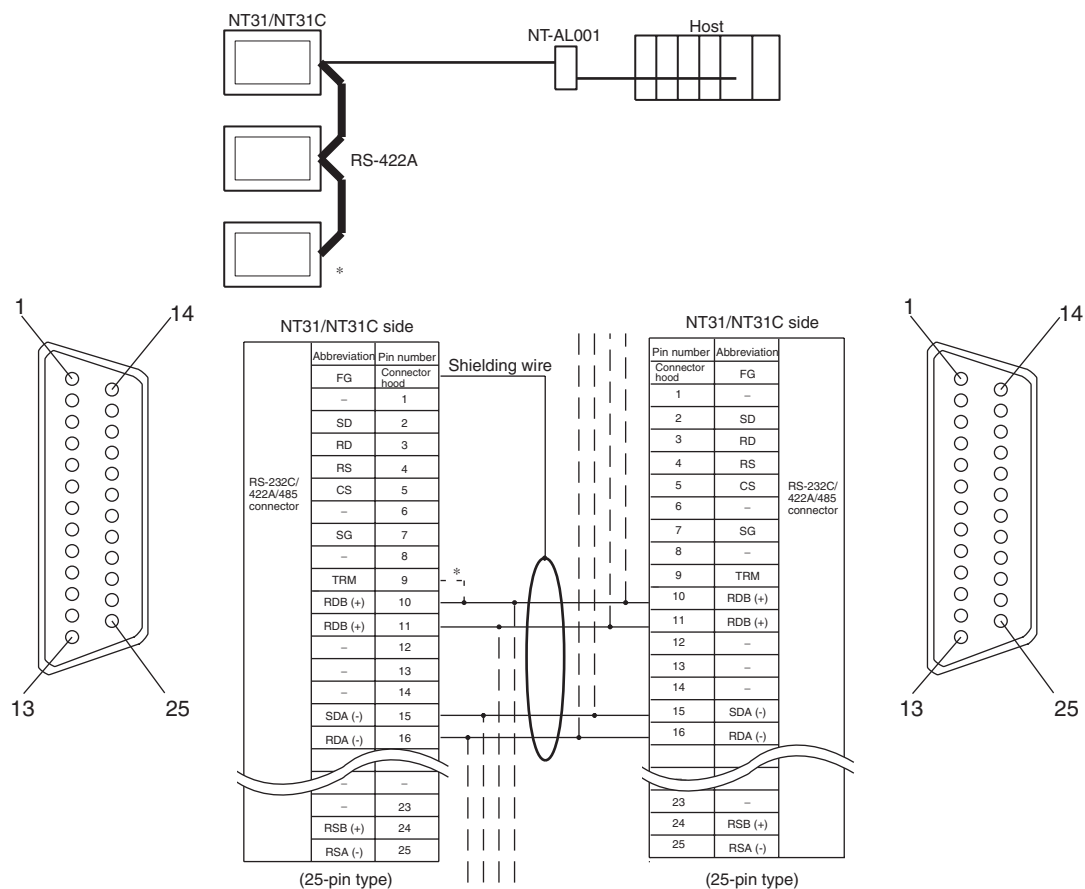 NT31/NT31C
NT-AL001
Host
RS-422A
*
1
14
13
25
NT31/NT31C side
Abbreviation Pin number
FG Connector hood
– 1
SD 2
RD 3
RS 4
RS-232C/
422A/485
connector
CS 5
– 6
SG 7
– 8
TRM 9
RDB (+) 10
RDB (+) 11
– 12
– 13
– 14
SDA (-) 15
RDA (-) 16
– –
– 23
RSB (+) 24
RSA (-) 25
(25-pin type)
Shielding wire
*
NT31/NT31C side
Pin number Abbreviation
Connector hood FG
1 –
2 SD
3 RD
4 RS
5 CS
RS-232C/
422A/485
connector
6 –
7 SG
8 –
9 TRM
10 RDB (+)
11 RDB (+)
12 –
13 –
14 –
15 SDA (-)
16 RDA (-)
23 –
24 RSB (+)
25 RSA (-)
(25-pin type)
1
14
13
25